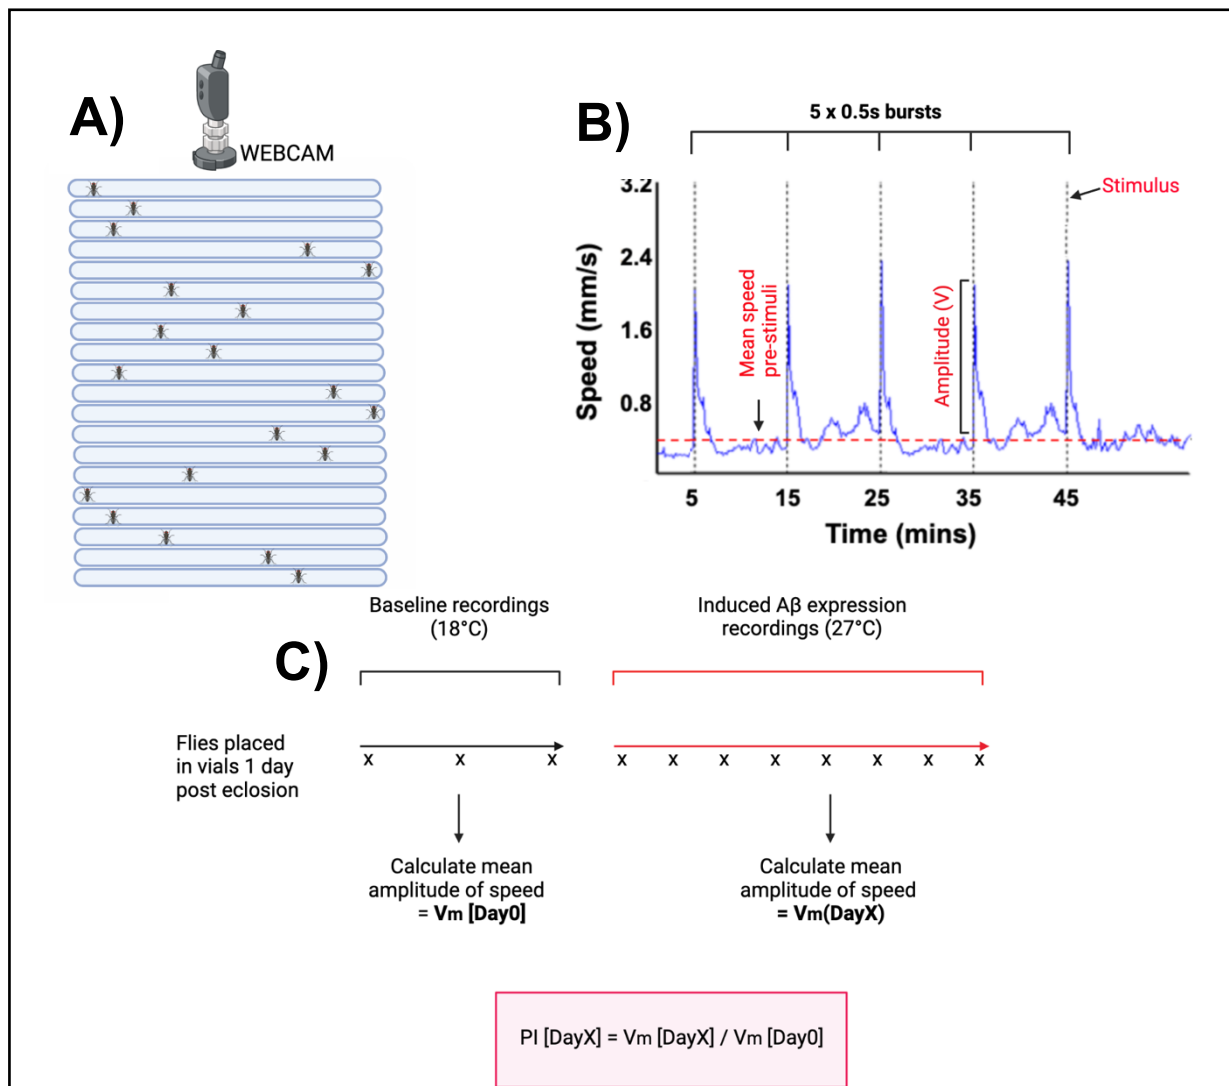 A)
WEBCAM
B)
5 x 0.5s bursts
Stimulus
3.2
2.4
1.6
0.8
Speed (mm/s)
Mean speed
pre-stimuli
Amplitude (V)
5 15 25 35 45
Time (mins)
C)
Baseline recordings
(18°C)
Induced Aβ expression
recordings (27°C)
Flies placed
in vials 1 day
post eclosion
x x x
x x x x x x x x
Calculate mean
amplitude of speed
= Vm [Day0]
Calculate mean
amplitude of speed
= Vm(DayX)
PI [DayX] = Vm [DayX] / Vm [Day0]